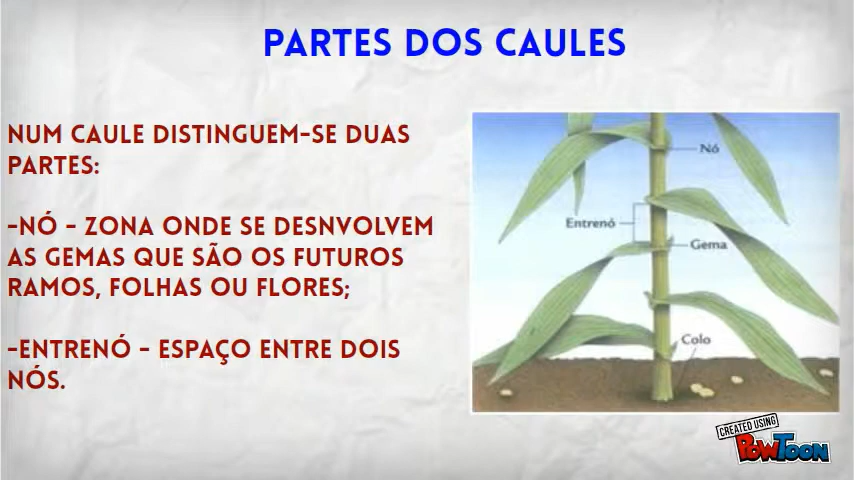 PARTES DOS CAULES
NUM CAULE DISTINGUEM-SE DUAS
PARTES:
-NÓ - ZONA ONDE SE DESNVOLVEM
AS GEMAS QUE SÃO OS FUTUROS
RAMOS, FOLHAS OU FLORES;
-ENTRENÓ - ESPAÇO ENTRE DOIS
NÓS.
Nó
Entrenó
Gema
Colo
CREATED USING
POWTOON